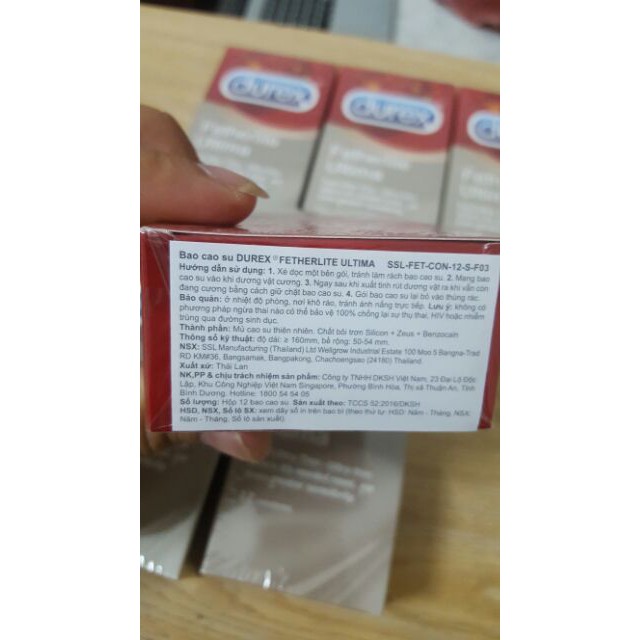 durex
durex
Fetherlite
Ultima
Fetherlite
Ultima
Bao cao su DUREX ® FETHERLITE ULTIMA SSL-FET-CON-12-S-F03
Hướng dẫn sử dụng: 1. Xé dọc một bên gói, tránh làm rách bao cao su. 2. Mang bao
cao su vào khi dương vật cương. 3. Ngay sau khi xuất tinh rút dương vật ra khi vẫn còn
đang cương bằng cách giữ chặt bao cao su. 4. Gói bao cao su lại bỏ vào thùng rác.
Bảo quản: ở nhiệt độ phòng, nơi khô ráo, tránh ánh nắng trực tiếp. Lưu ý: không có
phương pháp ngừa thai nào có thể bảo vệ 100% chống lại sự thụ thai, HIV hoặc nhiễm
trùng qua đường sinh dục.
Thành phần: Mủ cao su thiên nhiên. Chất bôi trơn Silicon + Zeus + Benzocain
Thông số kỹ thuật: độ dài: ≥ 160mm, bề rộng: 50-54 mm.
NSX: SSL Manufacturing (Thailand) Ltd Wellgrow Industrial Estate 100 Moo 5 Bangna-Trad
RD KM#36, Bangsamak, Bangpakong, Chachoengsao (24180) Thailand.
Xuất xứ: Thái Lan
NK,PP & chịu trách nhiệm sản phẩm: Công ty TNHH DKSH Việt Nam, 23 Đại Lộ Độc
Lập, Khu Công Nghiệp Việt Nam Singapore, Phường Bình Hòa, Thị xã Thuận An, Tỉnh
Bình Dương. Hotline: 1800 54 54 05
Số lượng: Hộp 12 bao cao su. Sản xuất theo: TCCS 52:2016/DKSH
HSD, NSX, Số lô SX: xem dãy số in trên bao bì (theo thứ tự: HSD: Năm - Tháng, NSX:
Năm - Tháng, Số lô sản xuất).